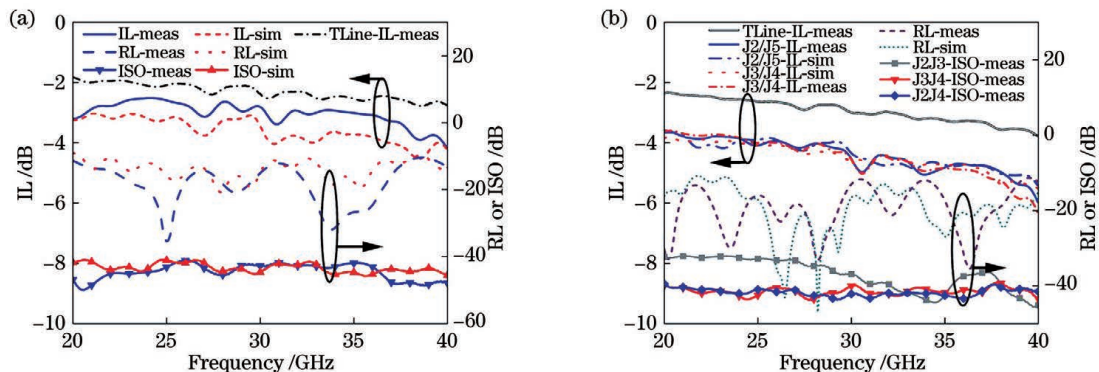 (a)
IL-meas IL-sim TLine-IL-meas
RL-meas RL-sim
ISO-meas ISO-sim
0
−2
−4
−6
−8
−10
IL /dB
20
0
−20
−40
−60
RL or ISO /dB
20 25 30 35 40
Frequency /GHz
(b)
TLine-IL-meas RL-meas
J2/J5-IL-meas RL-sim
J2/J5-IL-sim J2J3-ISO-meas
J3/J4-IL-sim J3J4-ISO-meas
J3/J4-IL-meas J2J4-ISO-meas
0
−2
−4
−6
−8
−10
IL /dB
20
0
−20
−40
RL or ISO /dB
20 25 30 35 40
Frequency /GHz